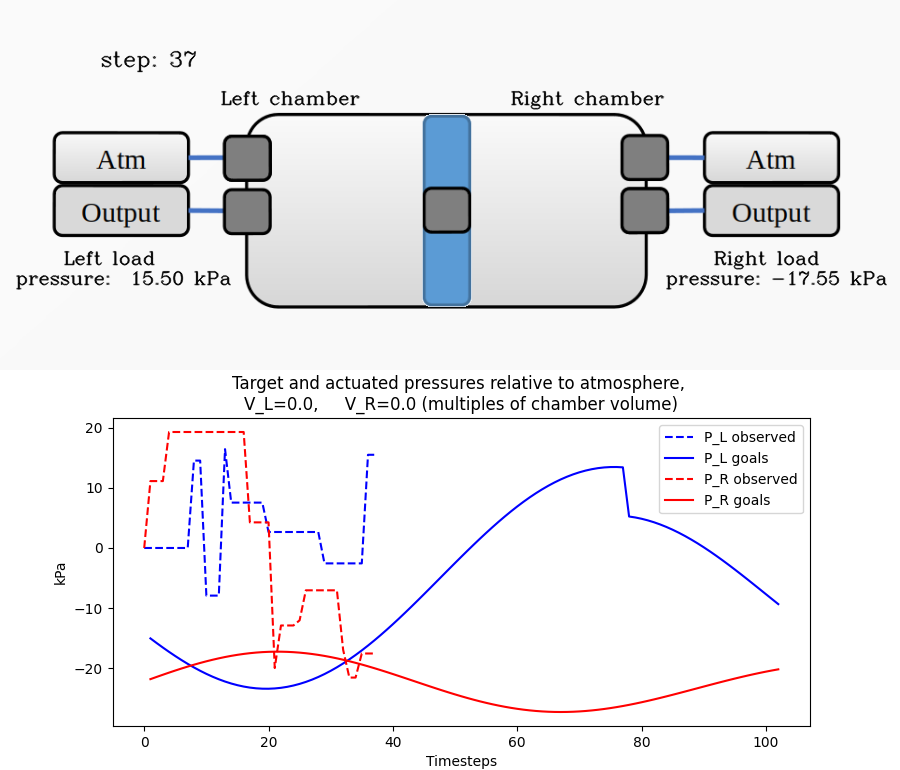 step: 37
Left chamber
Right chamber
Atm
Atm
Output
Output
Left load
pressure: 15.50 kPa
Right load
pressure: −17.55 kPa
Target and actuated pressures relative to atmosphere,
V_L=0.0, V_R=0.0 (multiples of chamber volume)
P_L observed
P_L goals
P_R observed
P_R goals
20
10
0
−10
−20
kPa
0
20
40
60
80
100
Timesteps